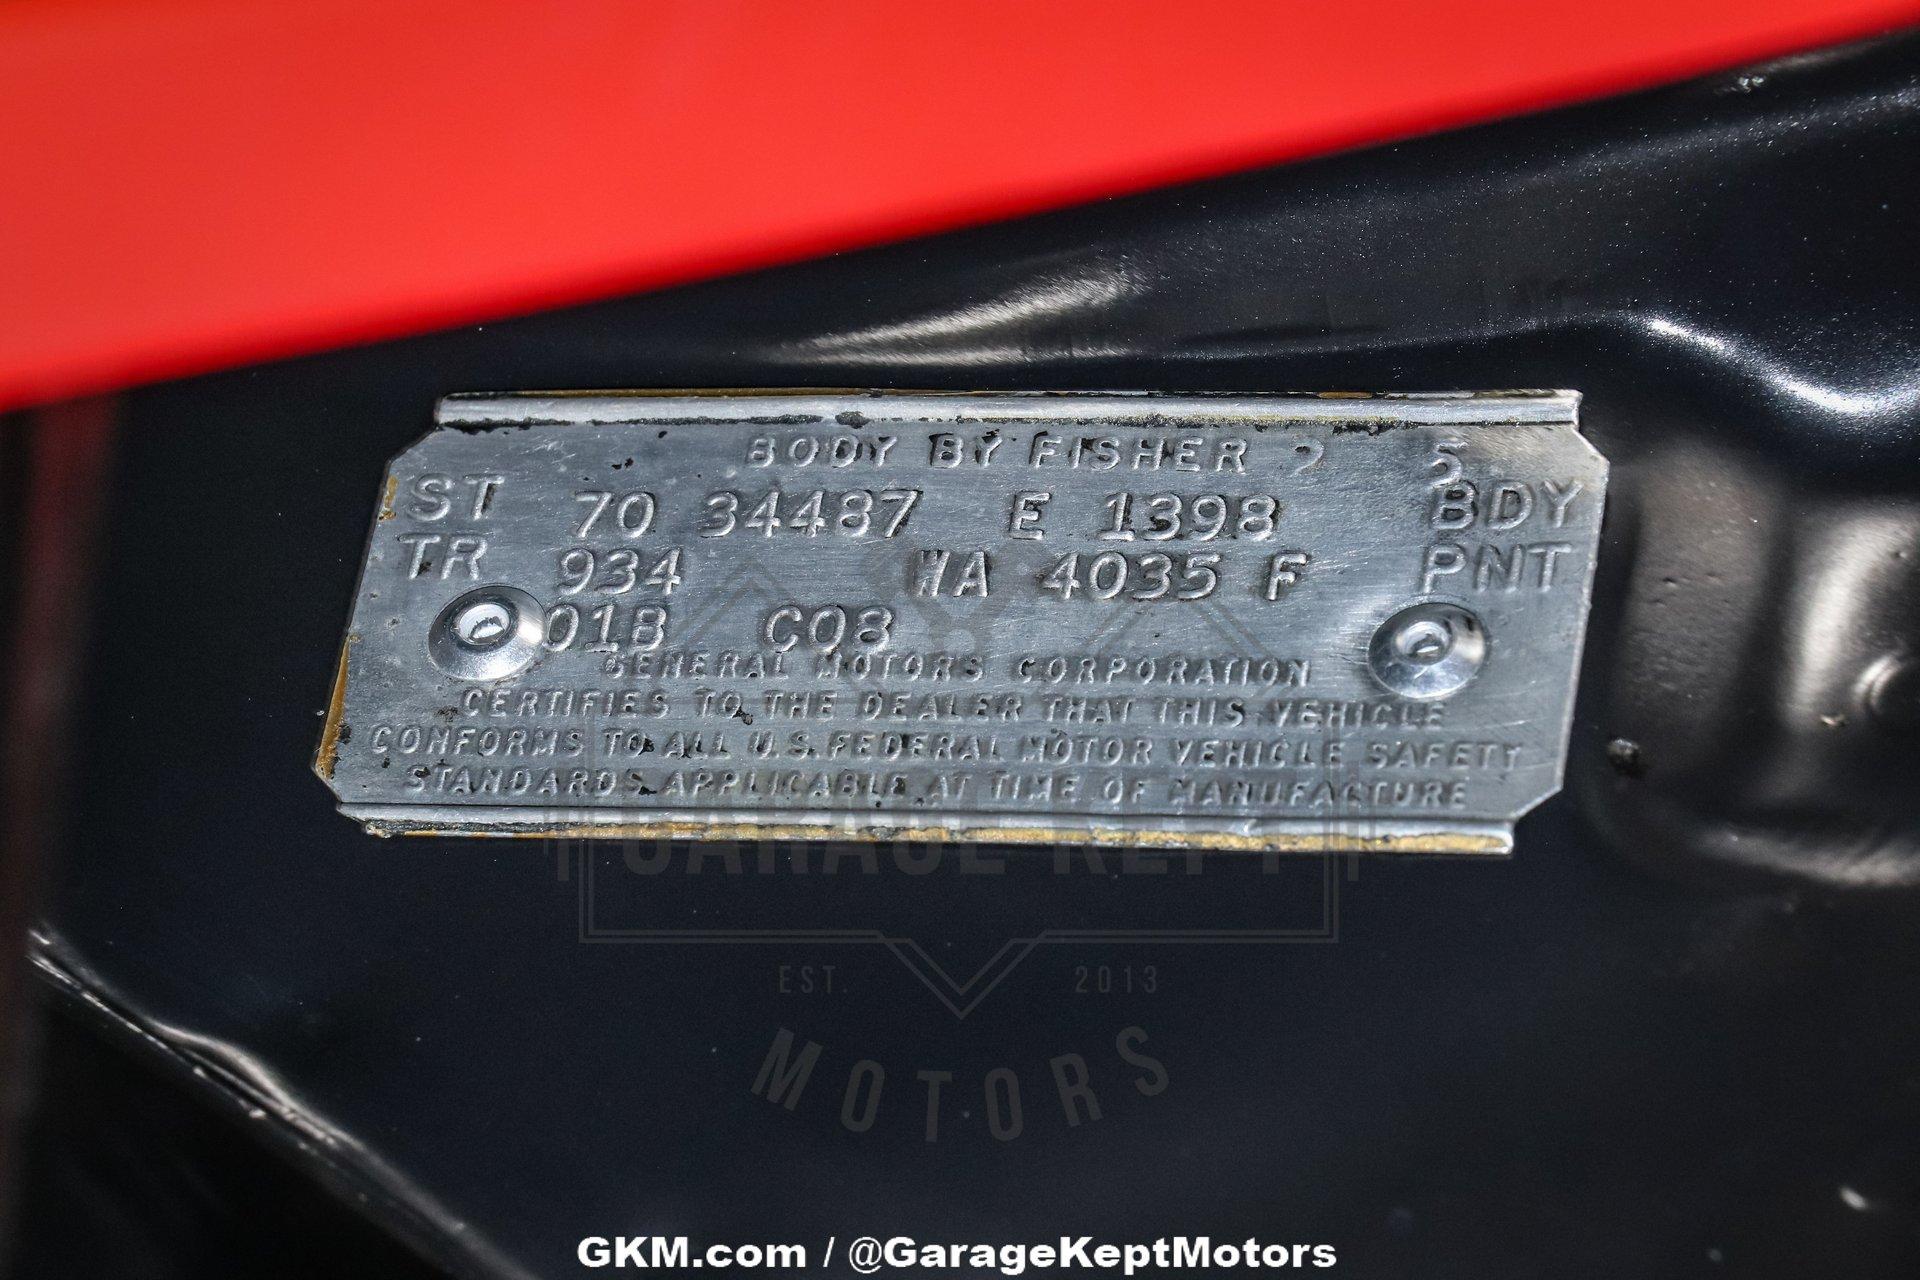 BODY BY FISHER 2 5
ST 70 34487 E 1398 BDY
TR 934 WA 4035 F PNT
01B C08
GENERAL MOTORS CORPORATION
CERTIFIES TO THE DEALER THAT THIS VEHICLE
CONFORMS TO ALL U.S. FEDERAL MOTOR VEHICLE SAFETY
STANDARDS APPLICABLE AT TIME OF MANUFACTURE
GARAGE KEPT
EST. 2013
MOTORS
GKM.com / @GarageKeptMotors